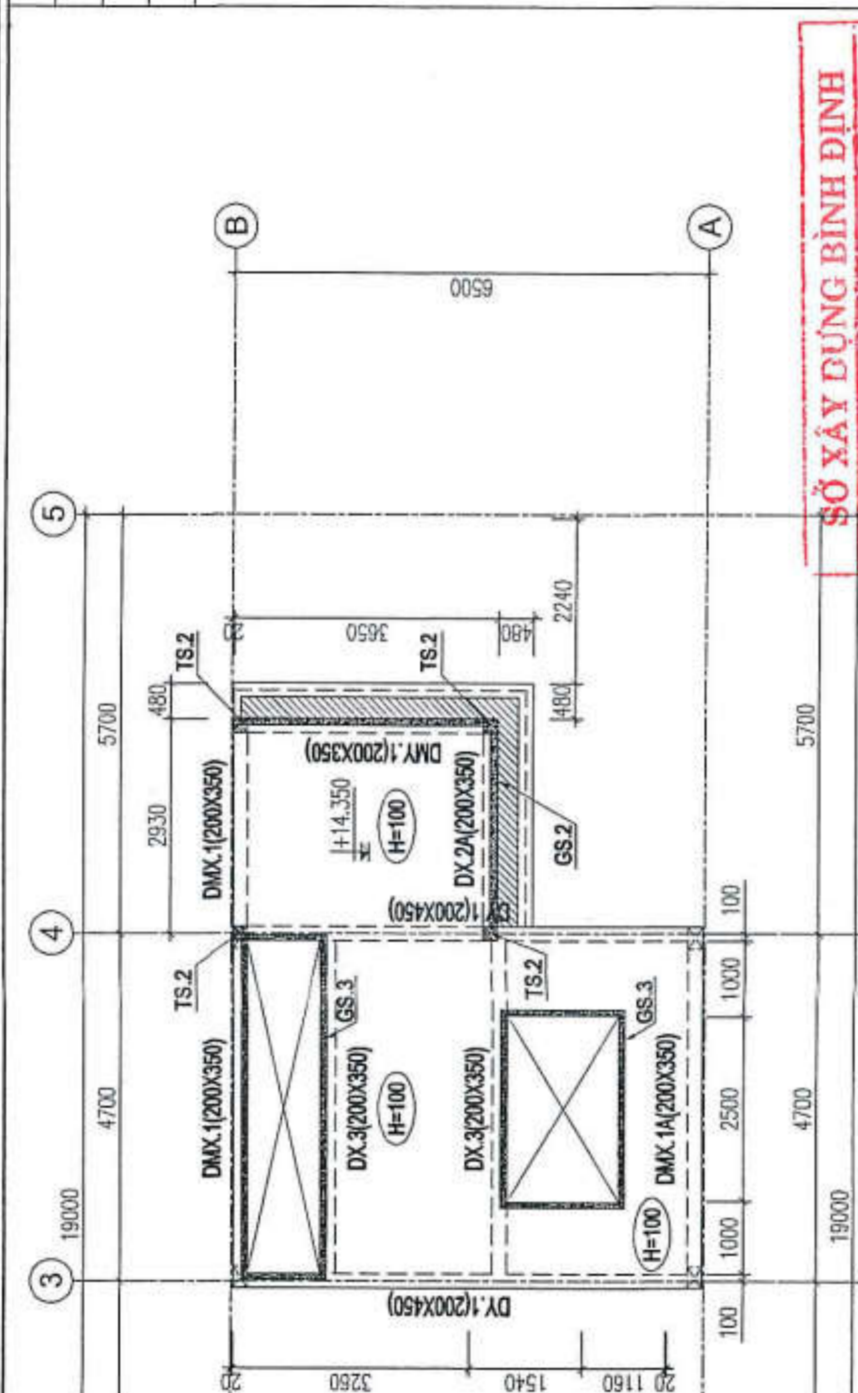 SỞ XÂY DỰNG BÌNH ĐỊNH
B
A
6500
5
4
3
5700
4700
19000
480
2930
TS.2
20
3650
480
TS.2
2240
480
DMX.1(200X350)
DMY.1(200X350)
+14.350
H=100
DX.2A(200X350)
GS.2
DY.1(200X450)
TS.2
DMX.1(200X350)
GS.3
DX.3(200X350)
H=100
DX.3(200X350)
TS.2
GS.3
DMX.1A(200X350)
H=100
DY.1(200X450)
100
1000
2500
1000
100
5700
4700
19000
20
3260
1540
1160
20